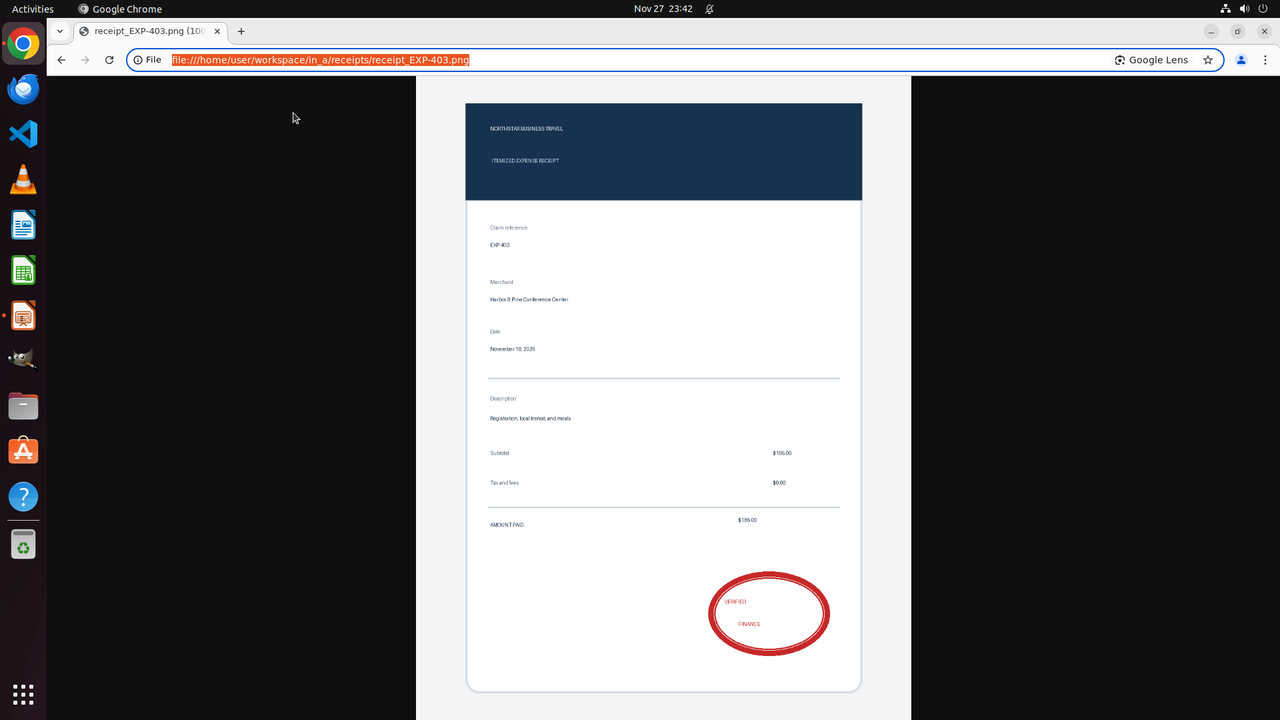 Activities
Google Chrome
Nov 27 23:42
receipt_EXP-403.png (100
File
file:///home/user/workspace/in_a/receipts/receipt_EXP-403.png
Google Lens
NORTHSTAR BUSINESS TRAVEL
ITEMIZED EXPENSE RECEIPT
Claim reference
EXP-403
Merchant
Harbor & Pine Conference Center
Date
November 18, 2026
Description
Registration, local transit, and meals
Subtotal
$186.00
Tax and fees
$0.00
AMOUNT PAID
$186.00
VERIFIED
FINANCE